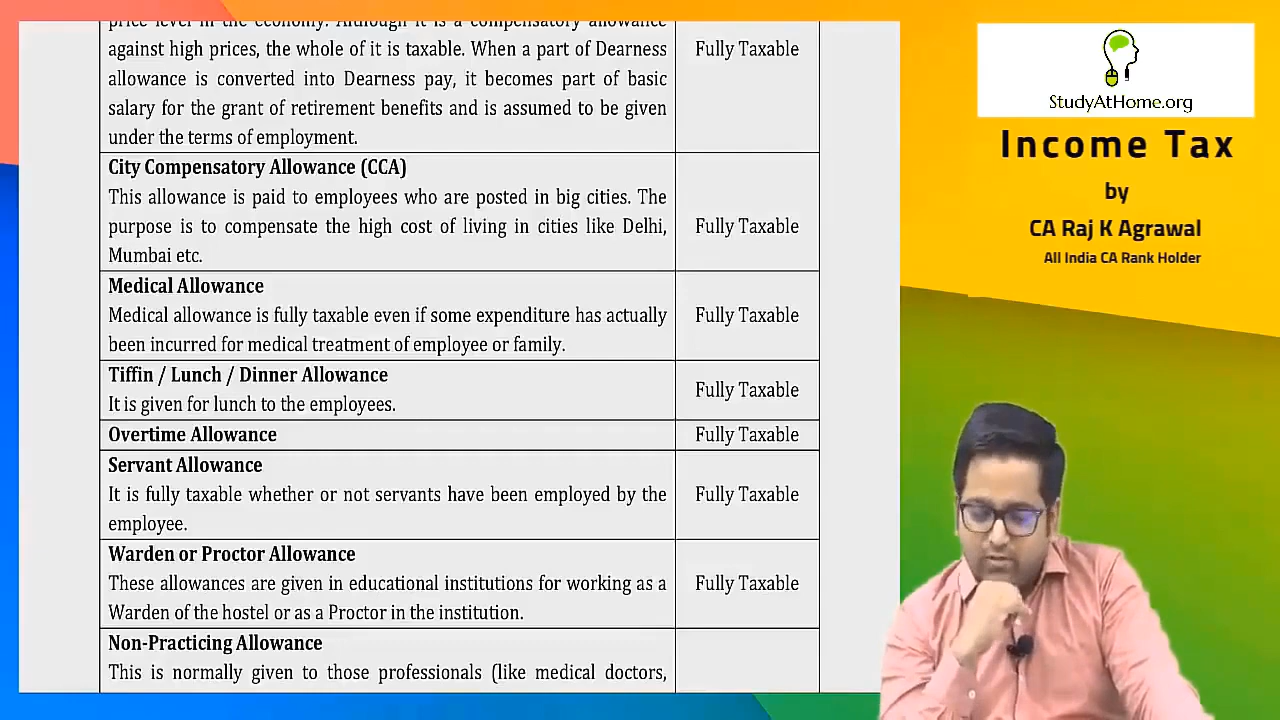 price level in the economy. Although it is a compensatory allowance
against high prices, the whole of it is taxable. When a part of Dearness
allowance is converted into Dearness pay, it becomes part of basic
salary for the grant of retirement benefits and is assumed to be given
under the terms of employment.
Fully Taxable
City Compensatory Allowance (CCA)
This allowance is paid to employees who are posted in big cities. The
purpose is to compensate the high cost of living in cities like Delhi,
Mumbai etc.
Fully Taxable
Medical Allowance
Medical allowance is fully taxable even if some expenditure has actually
been incurred for medical treatment of employee or family.
Fully Taxable
Tiffin / Lunch / Dinner Allowance
It is given for lunch to the employees.
Fully Taxable
Overtime Allowance
Fully Taxable
Servant Allowance
It is fully taxable whether or not servants have been employed by the
employee.
Fully Taxable
Warden or Proctor Allowance
These allowances are given in educational institutions for working as a
Warden of the hostel or as a Proctor in the institution.
Fully Taxable
Non-Practicing Allowance
This is normally given to those professionals (like medical doctors,
StudyAtHome.org
Income Tax
by
CA Raj K Agrawal
All India CA Rank Holder